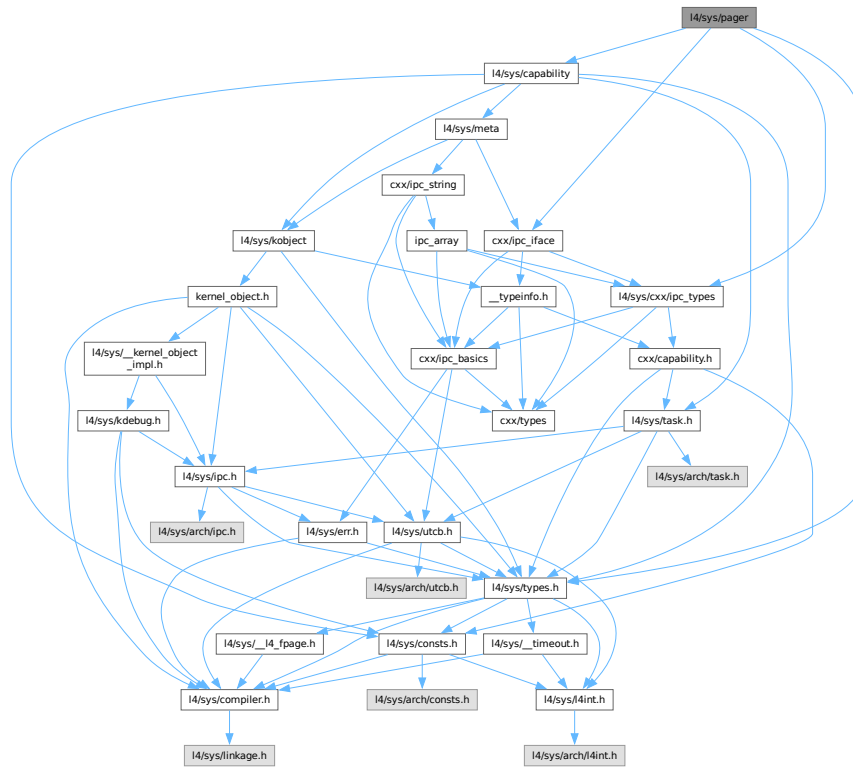 l4/sys/pager
l4/sys/capability
l4/sys/meta
cxx/ipc_string
l4/sys/kobject
ipc_array
cxx/ipc_iface
kernel_object.h
__typeinfo.h
l4/sys/cxx/ipc_types
l4/sys/__kernel_object
_impl.h
cxx/ipc_basics
cxx/capability.h
l4/sys/kdebug.h
cxx/types
l4/sys/task.h
l4/sys/ipc.h
l4/sys/arch/task.h
l4/sys/arch/ipc.h
l4/sys/err.h
l4/sys/utcb.h
l4/sys/arch/utcb.h
l4/sys/types.h
l4/sys/__l4_fpage.h
l4/sys/consts.h
l4/sys/__timeout.h
l4/sys/compiler.h
l4/sys/arch/consts.h
l4/sys/l4int.h
l4/sys/linkage.h
l4/sys/arch/l4int.h